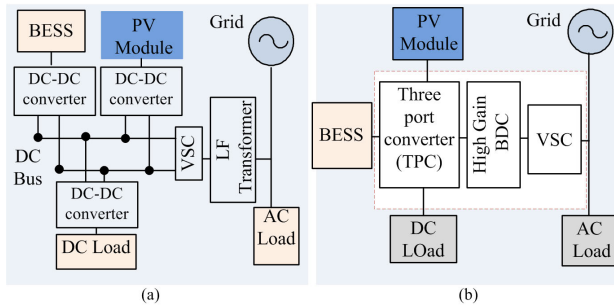 BESS
PV
Module
Grid
DC-DC
converter
DC-DC
converter
DC
Bus
VSC
LF
Transformer
DC-DC
converter
DC Load
AC
Load
(a)
PV
Module
Grid
BESS
Three
port
converter
(TPC)
High Gain
BDC
VSC
DC
LOad
AC
Load
(b)